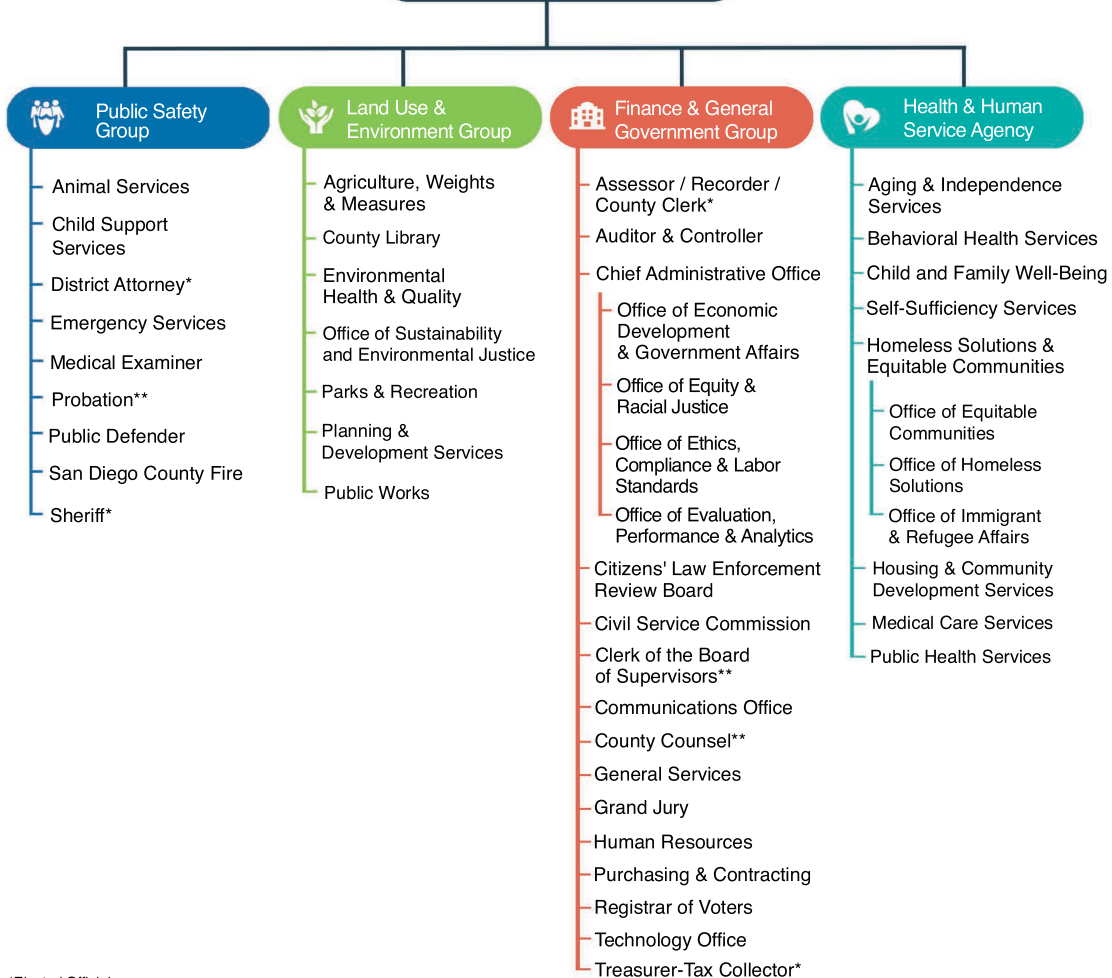 Public Safety
Group
Animal Services
Child Support
Services
District Attorney*
Emergency Services
Medical Examiner
Probation**
Public Defender
San Diego County Fire
Sheriff*
Land Use &
Environment Group
Agriculture, Weights
& Measures
County Library
Environmental
Health & Quality
Office of Sustainability
and Environmental Justice
Parks & Recreation
Planning &
Development Services
Public Works
Finance & General
Government Group
Assessor / Recorder /
County Clerk*
Auditor & Controller
Chief Administrative Office
Office of Economic
Development
& Government Affairs
Office of Equity &
Racial Justice
Office of Ethics,
Compliance & Labor
Standards
Office of Evaluation,
Performance & Analytics
Citizens' Law Enforcement
Review Board
Civil Service Commission
Clerk of the Board
of Supervisors**
Communications Office
County Counsel**
General Services
Grand Jury
Human Resources
Purchasing & Contracting
Registrar of Voters
Technology Office
Treasurer-Tax Collector*
Health & Human
Service Agency
Aging & Independence
Services
Behavioral Health Services
Child and Family Well-Being
Self-Sufficiency Services
Homeless Solutions &
Equitable Communities
Office of Equitable
Communities
Office of Homeless
Solutions
Office of Immigrant
& Refugee Affairs
Housing & Community
Development Services
Medical Care Services
Public Health Services